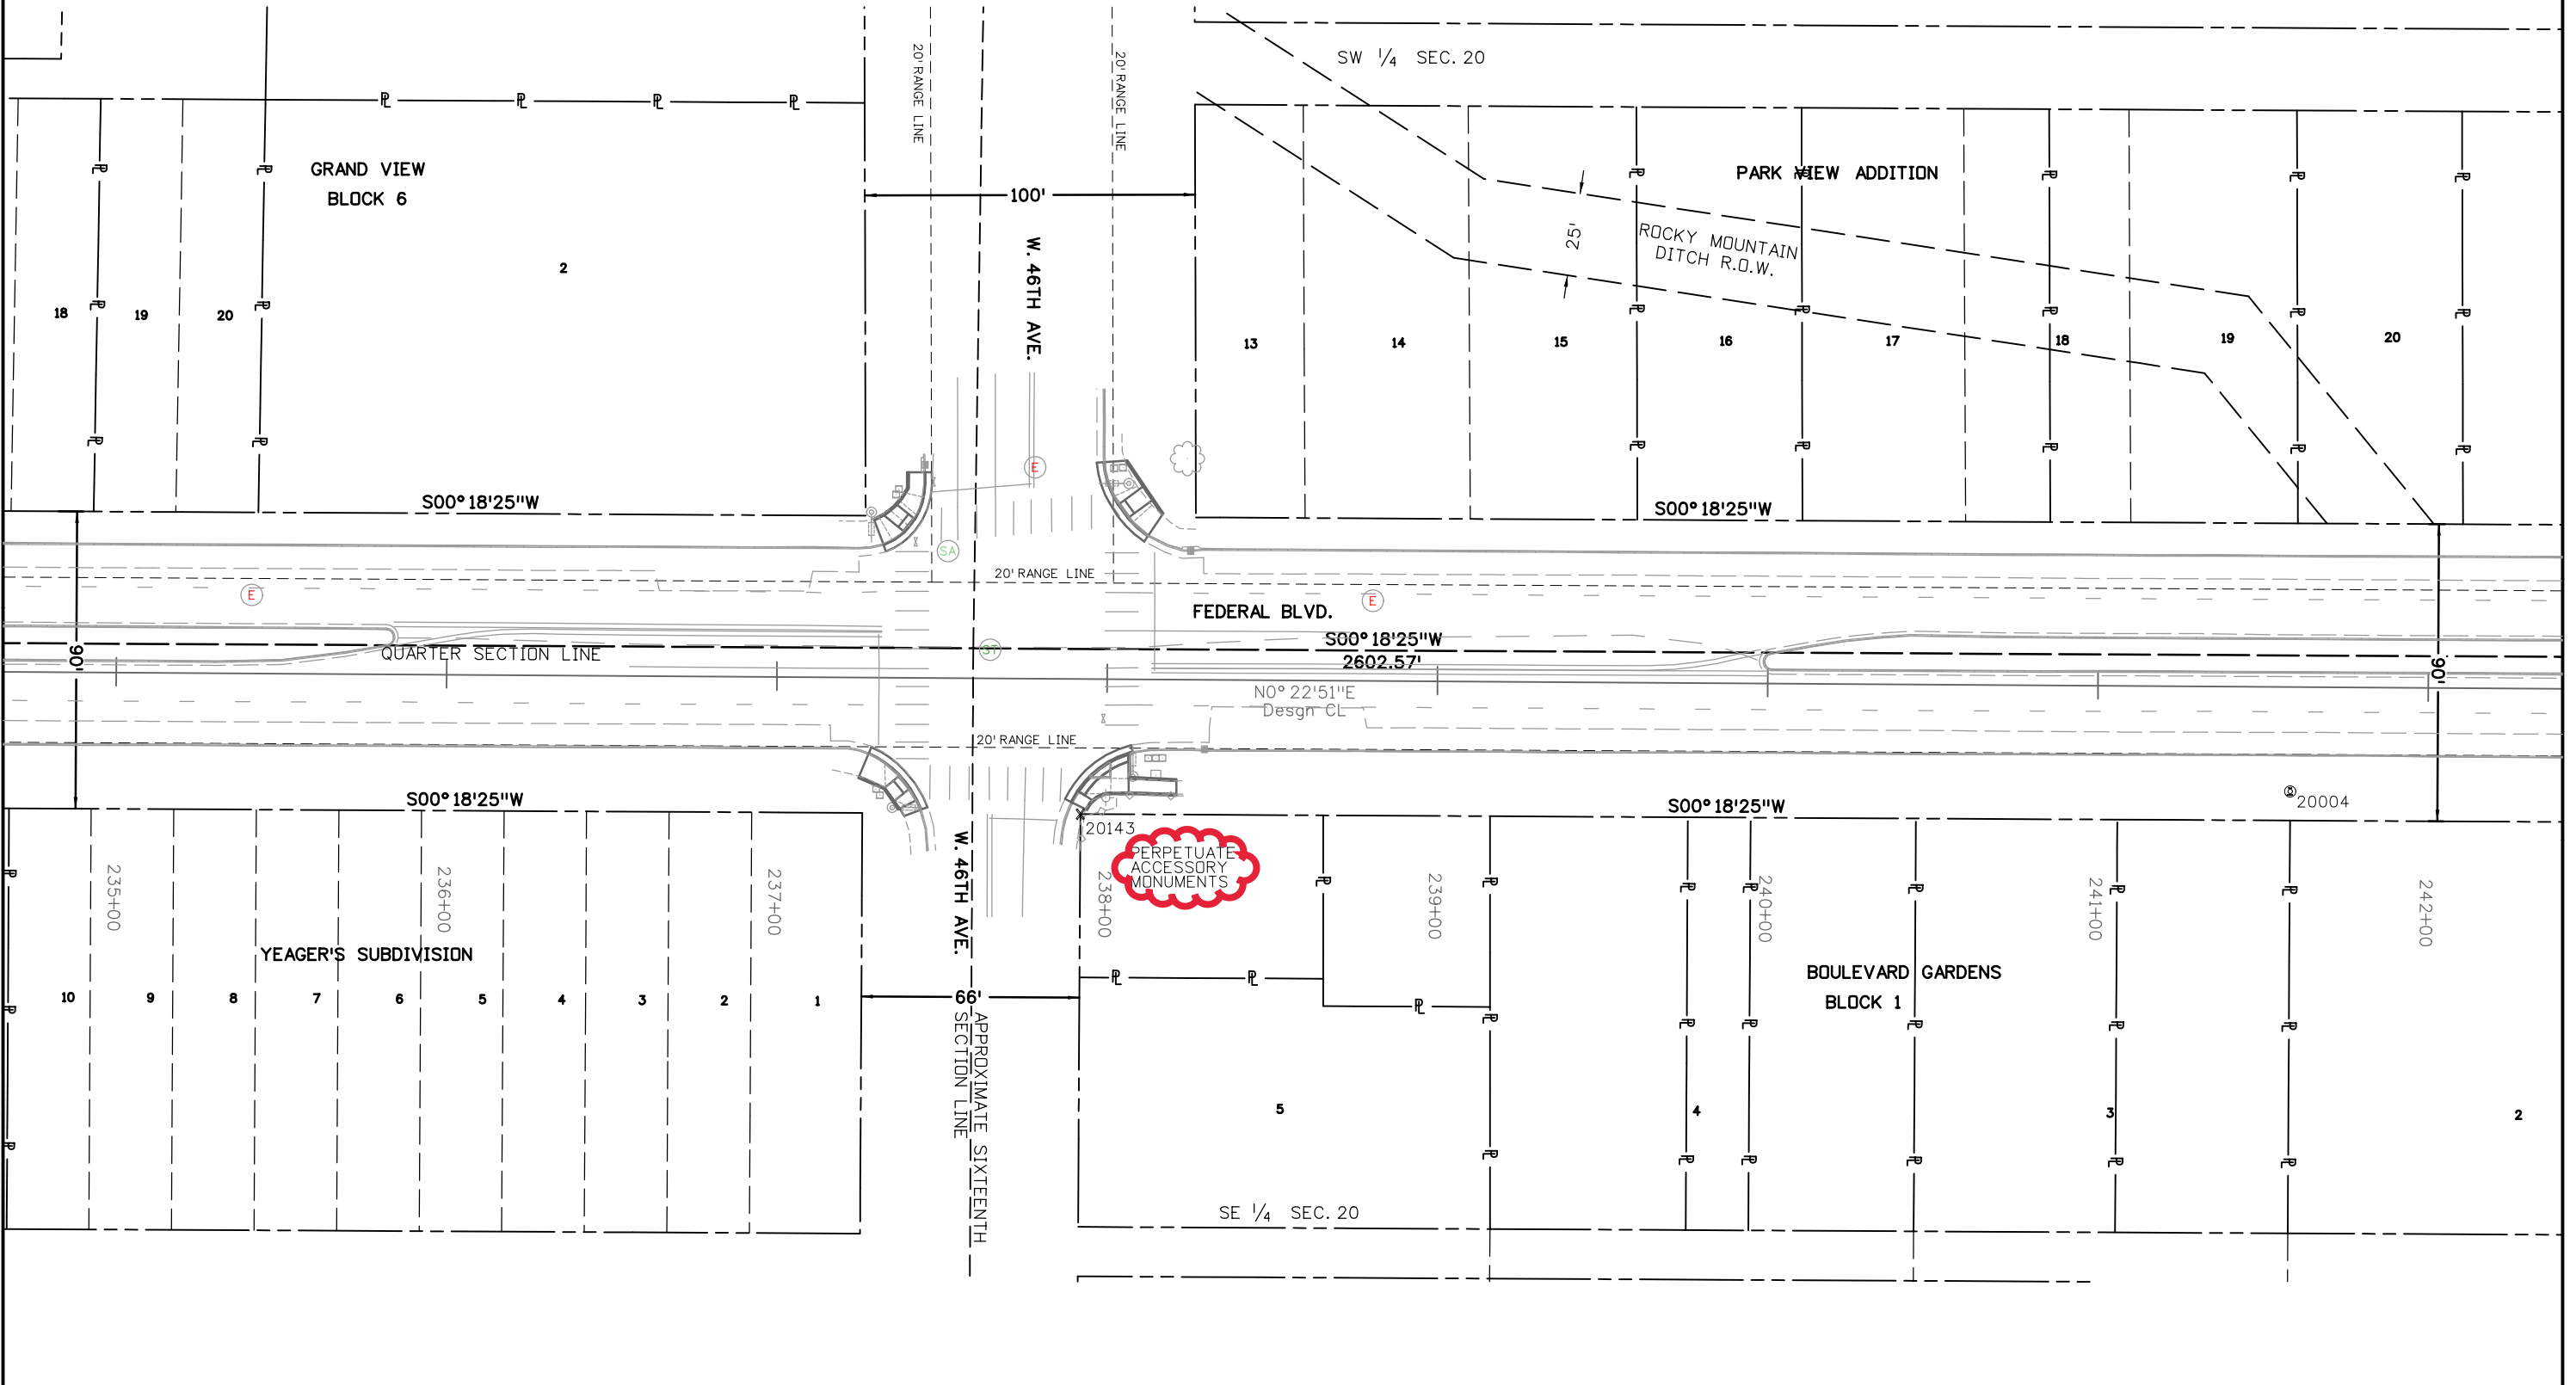 SW 1/4 SEC. 20
20' RANGE LINE
20' RANGE LINE
P̶L
P̶L
P̶L
P̶L
GRAND VIEW
BLOCK 6
2
100'
W. 46TH AVE.
PARK VIEW ADDITION
25'
ROCKY MOUNTAIN
DITCH R.O.W.
18
19
20
13
14
15
16
17
18
19
20
E
S00° 18'25"W
S00° 18'25"W
SA
20' RANGE LINE
E
E
FEDERAL BLVD.
90'
QUARTER SECTION LINE
ST
S00° 18'25"W
2602.57'
90'
N0° 22'51"E
Desgn CL
20' RANGE LINE
S00° 18'25"W
S00° 18'25"W
20004
20143
PERPETUATE
ACCESSORY
MONUMENTS
235+00
236+00
237+00
238+00
239+00
240+00
241+00
242+00
W. 46TH AVE.
YEAGER'S SUBDIVISION
BOULEVARD GARDENS
BLOCK 1
10
9
8
7
6
5
4
3
2
1
66'
APPROXIMATE SIXTEENTH
SECTION LINE
5
4
3
2
SE 1/4 SEC. 20